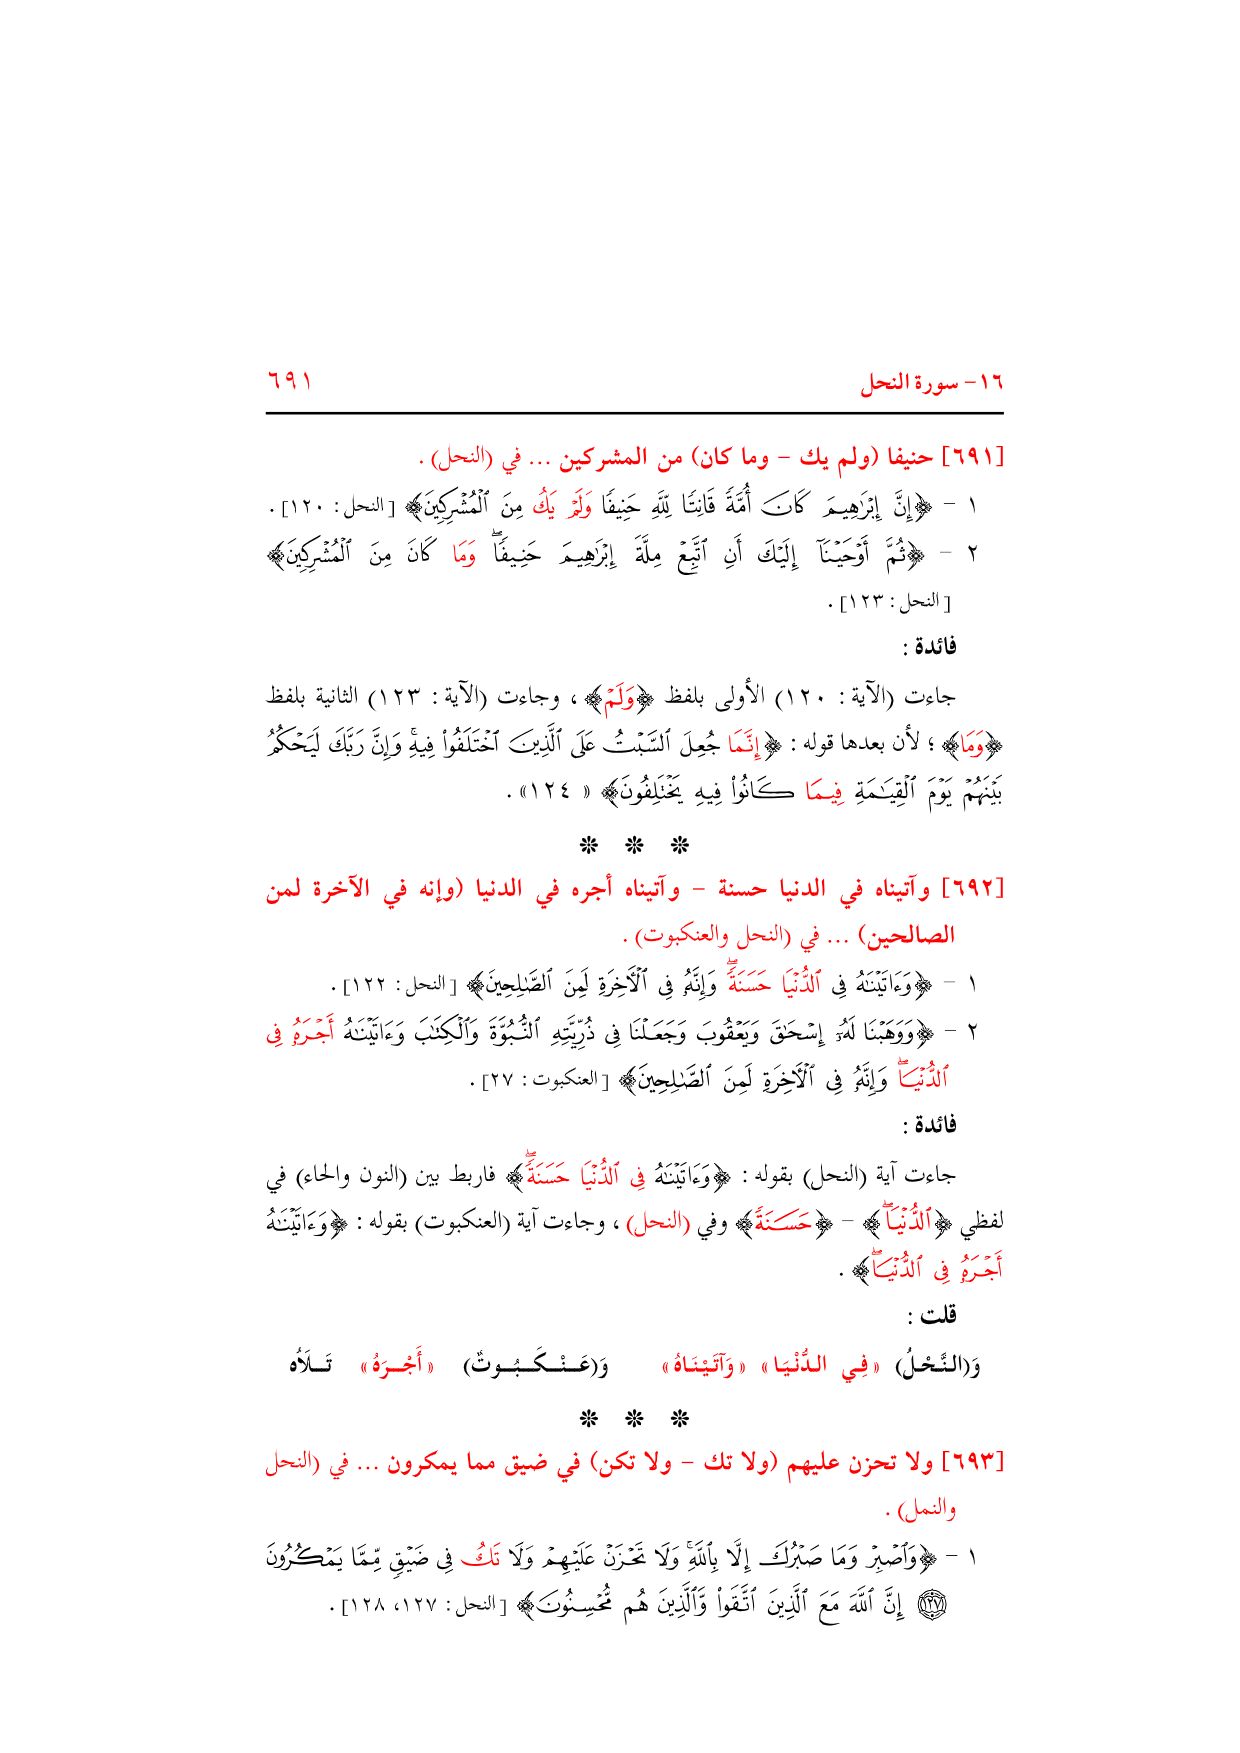 ١٦- سورة النحل ٦٩١
[٦٩١] حنيفا (ولم يك - وما كان) من المشركين ... في (النحل) .
١ - ﴿إِنَّ إِبْرَٰهِيمَ كَانَ أُمَّةً قَانِتًا لِّلَّهِ حَنِيفًا وَلَمْ يَكُ مِنَ ٱلْمُشْرِكِينَ﴾ [النحل: ١٢٠] .
٢ - ﴿ثُمَّ أَوْحَيْنَآ إِلَيْكَ أَنِ ٱتَّبِعْ مِلَّةَ إِبْرَٰهِيمَ حَنِيفًا ۖ وَمَا كَانَ مِنَ ٱلْمُشْرِكِينَ﴾
[النحل: ١٢٣] .
فائدة :
جاءت (الآية : ١٢٠) الأولى بلفظ ﴿وَلَمْ﴾ ، وجاءت (الآية : ١٢٣) الثانية بلفظ
﴿وَمَا﴾ ؛ لأن بعدها قوله : ﴿إِنَّمَا جُعِلَ ٱلسَّبْتُ عَلَى ٱلَّذِينَ ٱخْتَلَفُوا۟ فِيهِ ۚ وَإِنَّ رَبَّكَ لَيَحْكُمُ
بَيْنَهُمْ يَوْمَ ٱلْقِيَٰمَةِ فِيمَا كَانُوا۟ فِيهِ يَخْتَلِفُونَ﴾ « ١٢٤» .
❊ ❊ ❊
[٦٩٢] وآتيناه في الدنيا حسنة - وآتيناه أجره في الدنيا (وإنه في الآخرة لمن
الصالحين) ... في (النحل والعنكبوت) .
١ - ﴿وَءَاتَيْنَٰهُ فِى ٱلدُّنْيَا حَسَنَةً ۖ وَإِنَّهُۥ فِى ٱلْءَاخِرَةِ لَمِنَ ٱلصَّٰلِحِينَ﴾ [النحل: ١٢٢] .
٢ - ﴿وَوَهَبْنَا لَهُۥٓ إِسْحَٰقَ وَيَعْقُوبَ وَجَعَلْنَا فِى ذُرِّيَّتِهِ ٱلنُّبُوَّةَ وَٱلْكِتَٰبَ وَءَاتَيْنَٰهُ أَجْرَهُۥ فِى
ٱلدُّنْيَا ۖ وَإِنَّهُۥ فِى ٱلْءَاخِرَةِ لَمِنَ ٱلصَّٰلِحِينَ﴾ [العنكبوت: ٢٧] .
فائدة :
جاءت آية (النحل) بقوله : ﴿وَءَاتَيْنَٰهُ فِى ٱلدُّنْيَا حَسَنَةً ۖ﴾ فاربط بين (النون والحاء) في
لفظي ﴿ٱلدُّنْيَا ۖ﴾ - ﴿حَسَنَةً﴾ وفي (النحل) ، وجاءت آية (العنكبوت) بقوله : ﴿وَءَاتَيْنَٰهُ
أَجْرَهُۥ فِى ٱلدُّنْيَا ۖ﴾ .
قلت :
وَ(النَّحْلُ) «فِي الدُّنْيَا» «وَآتَيْنَاهُ» وَ(عَنْكَبُوتٌ) «أَجْرَهُ» تَلَاهُ
❊ ❊ ❊
[٦٩٣] ولا تحزن عليهم (ولا تك - ولا تكن) في ضيق مما يمكرون ... في (النحل
والنمل) .
١ - ﴿وَٱصْبِرْ وَمَا صَبْرُكَ إِلَّا بِٱللَّهِ ۚ وَلَا تَحْزَنْ عَلَيْهِمْ وَلَا تَكُ فِى ضَيْقٍ مِّمَّا يَمْكُرُونَ
١٢٧ إِنَّ ٱللَّهَ مَعَ ٱلَّذِينَ ٱتَّقَوا۟ وَّٱلَّذِينَ هُم مُّحْسِنُونَ﴾ [النحل: ١٢٧، ١٢٨] .